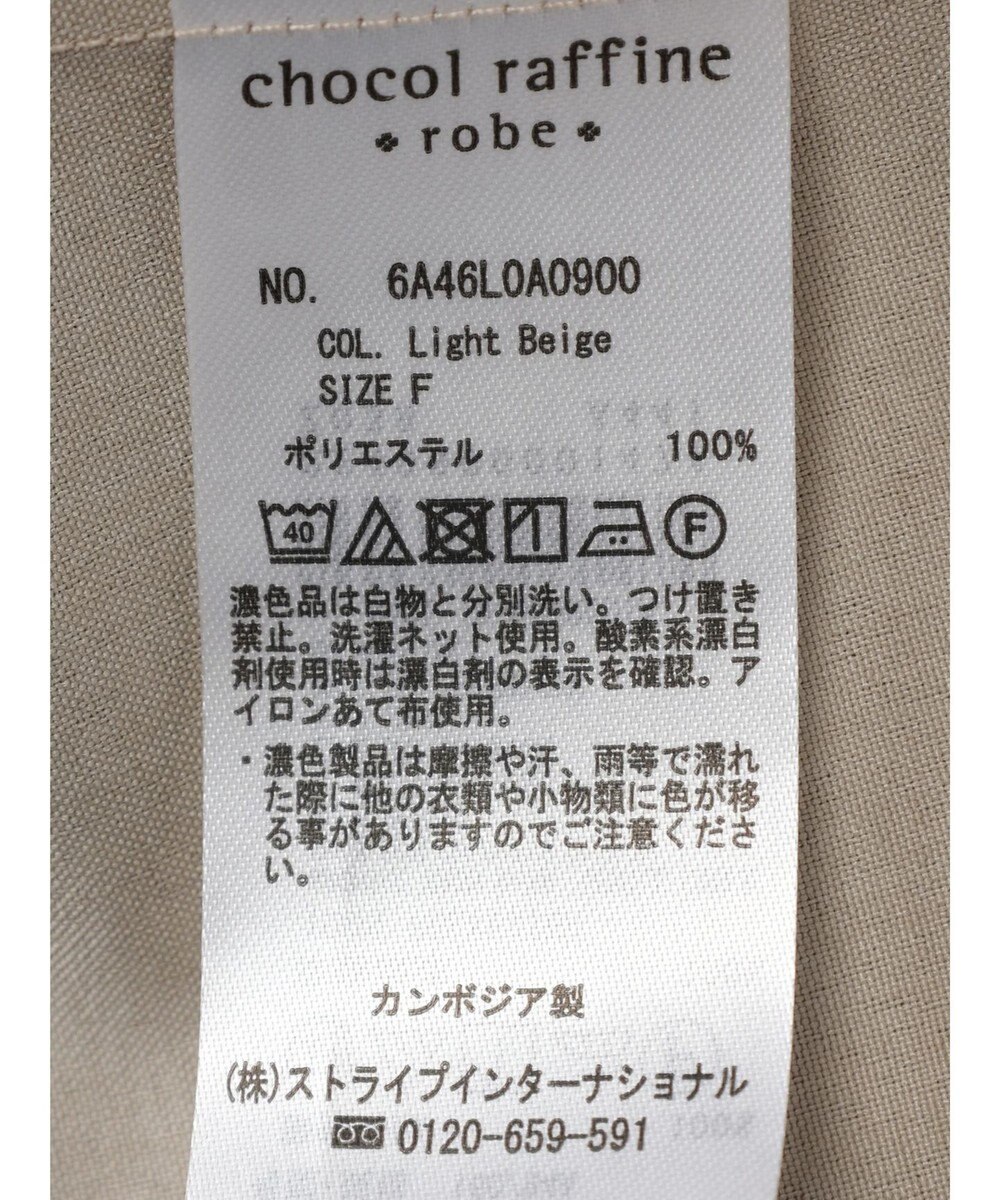 chocol raffine
robe
NO. 6A46L0A0900
COL. Light Beige
SIZE F
ポリエステル 100%
40 F
濃色品は白物と分別洗い。つけ置き
禁止。洗濯ネット使用。酸素系漂白
剤使用時は漂白剤の表示を確認。ア
イロンあて布使用。
・濃色製品は摩擦や汗、雨等で濡れ
た際に他の衣類や小物類に色が移
る事がありますのでご注意くださ
い。
カンボジア製
(株)ストライプインターナショナル
0120-659-591